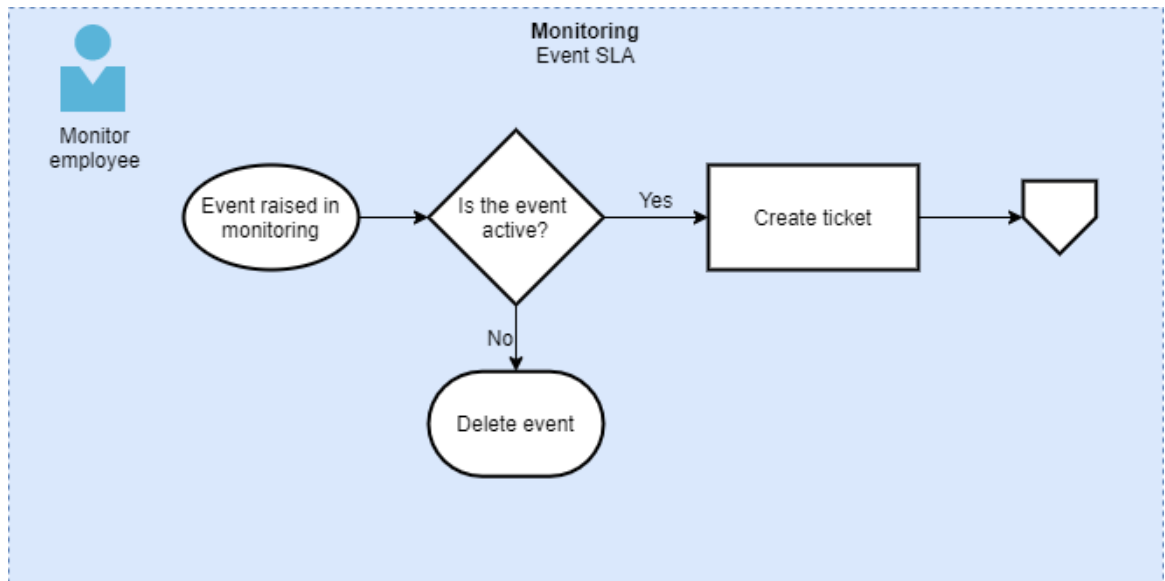 Monitoring
Event SLA
Monitor
employee
Event raised in
monitoring
Is the event
active?
Yes
Create ticket
No
Delete event